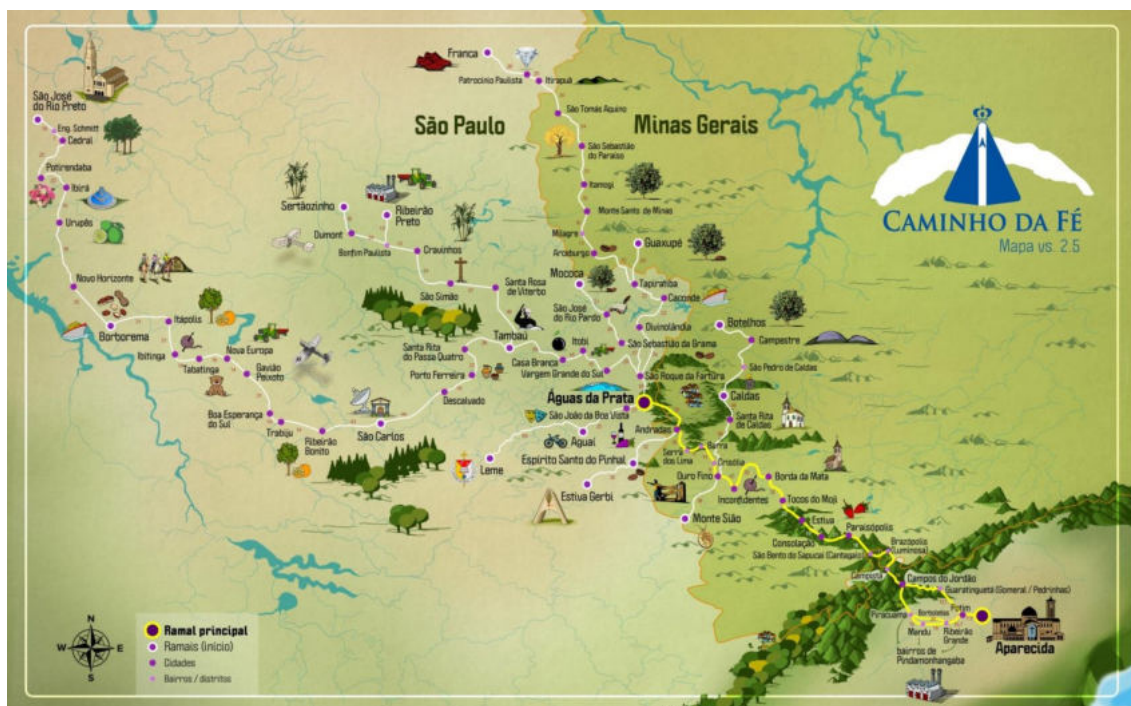 Franca
Patrocínio Paulista
Itirapuã
São José
do Rio Preto
Eng. Schmitt
Cedral
São Paulo
Minas Gerais
São Tomás Aquino
São Sebastião
do Paraíso
CAMINHO DA FÉ
Mapa vs. 2.5
Potirendaba
Ibirá
Urupês
Itamogi
Monte Santo de Minas
Sertãozinho
Ribeirão
Preto
Dumont
Bonfim Paulista
Cravinhos
Milagre
Arceburgo
Guaxupé
Novo Horizonte
São Simão
Santa Rosa
de Viterbo
Mococa
Tapiratiba
Caconde
São José
do Rio Pardo
Borborema
Itápolis
Ibitinga
Tabatinga
Nova Europa
Gavião
Peixoto
Tambaú
Itobi
Divinolândia
São Sebastião da Grama
Botelhos
Campestre
Santa Rita
do Passa Quatro
Casa Branca
Vargem Grande do Sul
São Pedro de Caldas
Porto Ferreira
Descalvado
São Roque da Fartura
Caldas
Boa Esperança
do Sul
Trabiju
Ribeirão
Bonito
São Carlos
Águas da Prata
São João da Boa Vista
Santa Rita
de Caldas
Aguaí
Andradas
Serra
dos Lima
Barra
Crisólia
Leme
Espírito Santo do Pinhal
Ouro Fino
Borda da Mata
Estiva Gerbi
Inconfidentes
Tocos do Moji
Monte Sião
Estiva
Consolação
Paraisópolis
São Bento do Sapucaí (Cantagalo)
Brazópolis
(Luminosa)
Campista
Campos do Jordão
Guaratinguetá (Gomeral / Pedrinhas)
Piracuama
Mandu
Ribeirão
Grande
Potim
Aparecida
bairros de
Pindamonhangaba
N
W
E
S
Ramal principal
Ramais (início)
Cidades
Bairros / distritos